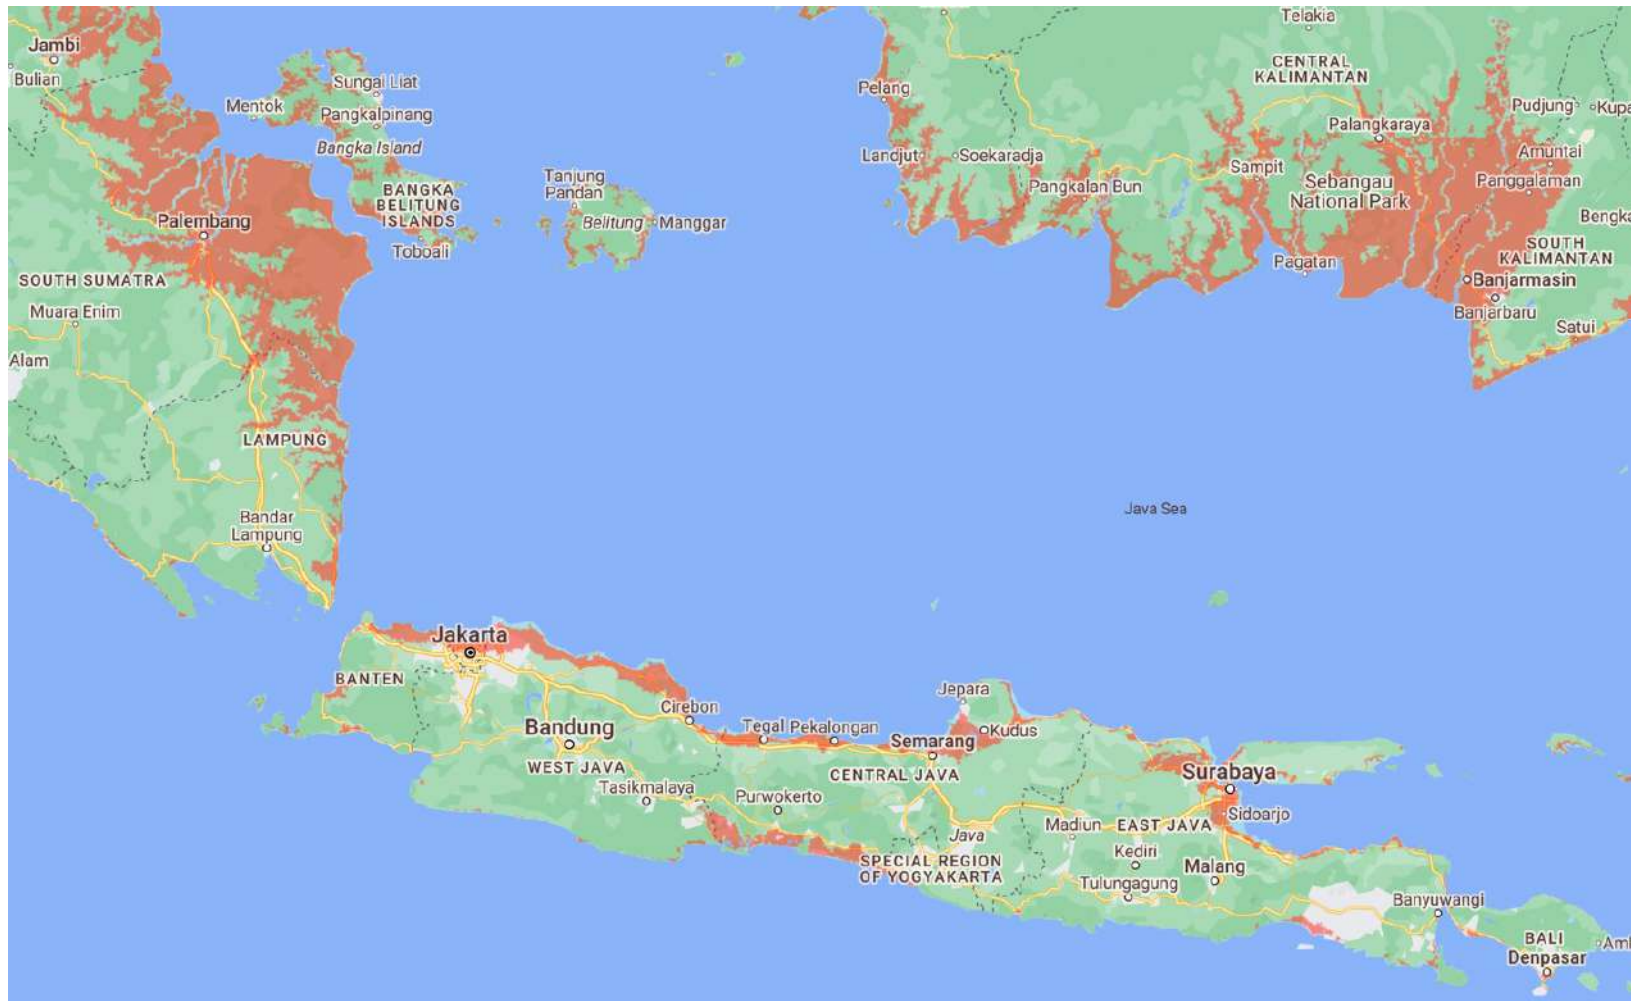 Telakia
Jambi
Bulian
CENTRAL
KALIMANTAN
Sungai Liat
Pelang
Mentok
Pangkalpinang
Pudjung
Kupa
Palangkaraya
Bangka Island
Landjut
Soekaradja
Amuntai
Sampit
Tanjung
Pandan
BANGKA
BELITUNG
ISLANDS
Pangkalan Bun
Sebangau
National Park
Panggalaman
Palembang
Belitung
Manggar
Bengka
Toboali
SOUTH
KALIMANTAN
Pagatan
SOUTH SUMATRA
Banjarmasin
Muara Enim
Banjarbaru
Satui
Alam
LAMPUNG
Java Sea
Bandar
Lampung
Jakarta
BANTEN
Jepara
Cirebon
Bandung
Tegal
Pekalongan
Kudus
Semarang
WEST JAVA
CENTRAL JAVA
Surabaya
Tasikmalaya
Purwokerto
Sidoarjo
Java
Madiun
EAST JAVA
Kediri
SPECIAL REGION
OF YOGYAKARTA
Malang
Tulungagung
Banyuwangi
BALI
Denpasar
Aml